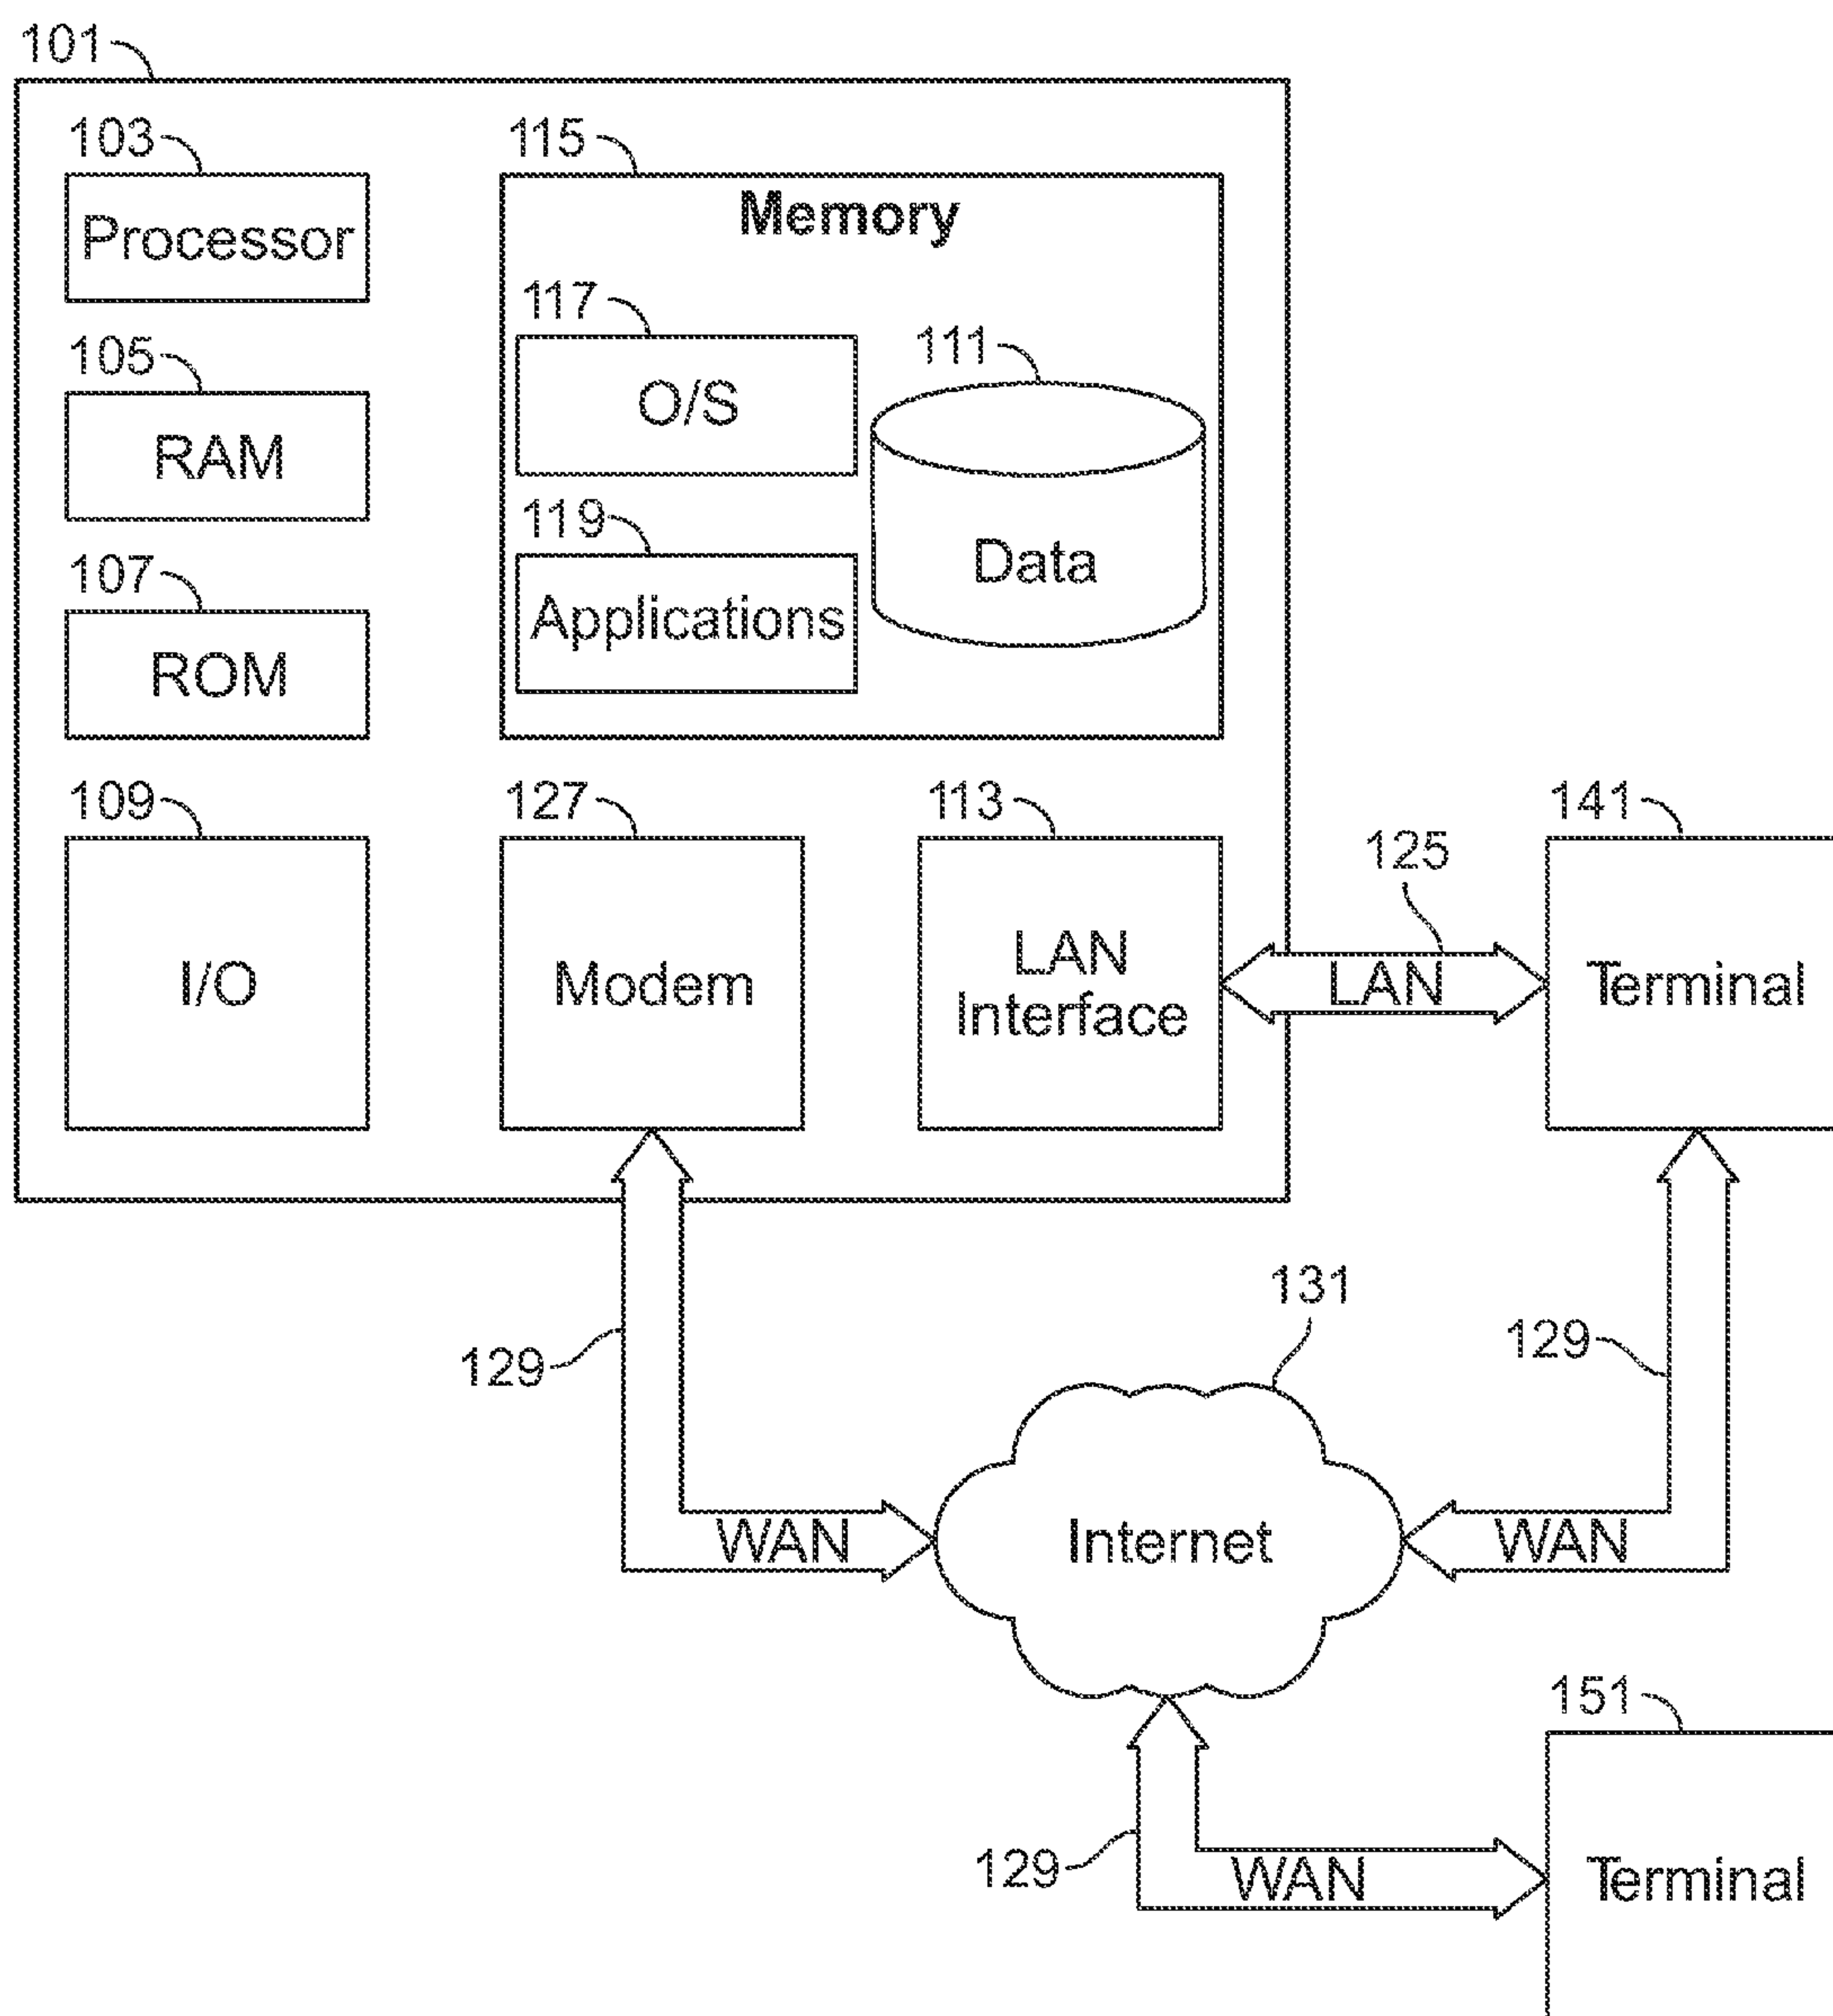 101
103
Processor
105
RAM
107
ROM
109
I/O
115
Memory
117
O/S
119
Applications
111
Data
127
Modem
113
LAN
Interface
125
LAN
141
Terminal
129
WAN
131
Internet
129
WAN
129
WAN
151
Terminal